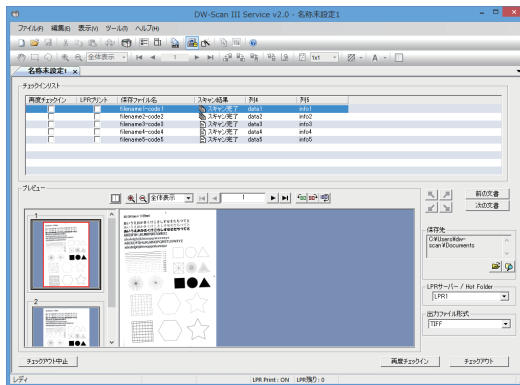 DW-Scan III Service v2.0 - 名称未設定1
ファイル(F) 編集(E) 表示(V) ツール(T) ヘルプ(H)
全体表示 1 1x1 A
名称未設定1 x
チェックインリスト
再度チェックイン LPRプリント 保存ファイル名 スキャン結果 列4 列5
filename1-code1 スキャン完了 data1 info1
filename2-code2 スキャン完了 data2 info2
filename3-code3 スキャン完了 data3 info3
filename4-code4 スキャン完了 data4 info4
filename5-code5 スキャン完了 data5 info5
プレビュー
全体表示 1
1
2
前の文書
次の文書
保存先
C:¥Users¥dw-
scan¥Documents
LPRサーバー / Hot Folder
[LPR1]
出力ファイル形式
TIFF
チェックアウト中止 再度チェックイン チェックアウト
レディ LPR Print : ON LPR残り : 0